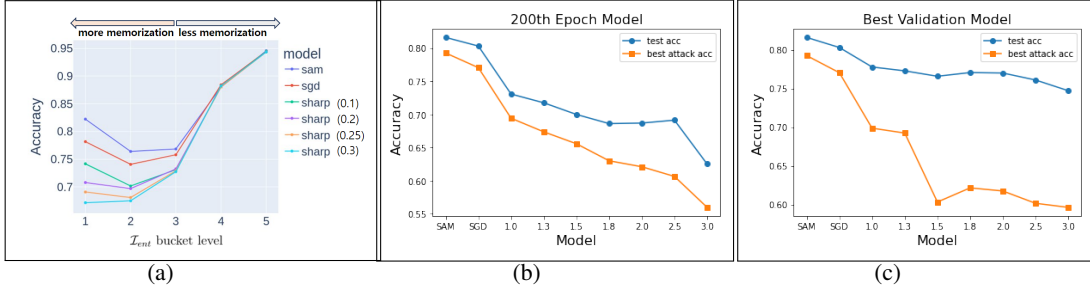 more memorization
less memorization
0.95
0.9
0.85
0.8
0.75
0.7
Accuracy
1 2 3 4 5
𝓘ent bucket level
model
sam
sgd
sharp (0.1)
sharp (0.2)
sharp (0.25)
sharp (0.3)
(a)
200th Epoch Model
test acc
best attack acc
0.80
0.75
0.70
0.65
0.60
0.55
Accuracy
SAM SGD 1.0 1.3 1.5 1.8 2.0 2.5 3.0
Model
(b)
Best Validation Model
test acc
best attack acc
0.80
0.75
0.70
0.65
0.60
Accuracy
SAM SGD 1.0 1.3 1.5 1.8 2.0 2.5 3.0
Model
(c)